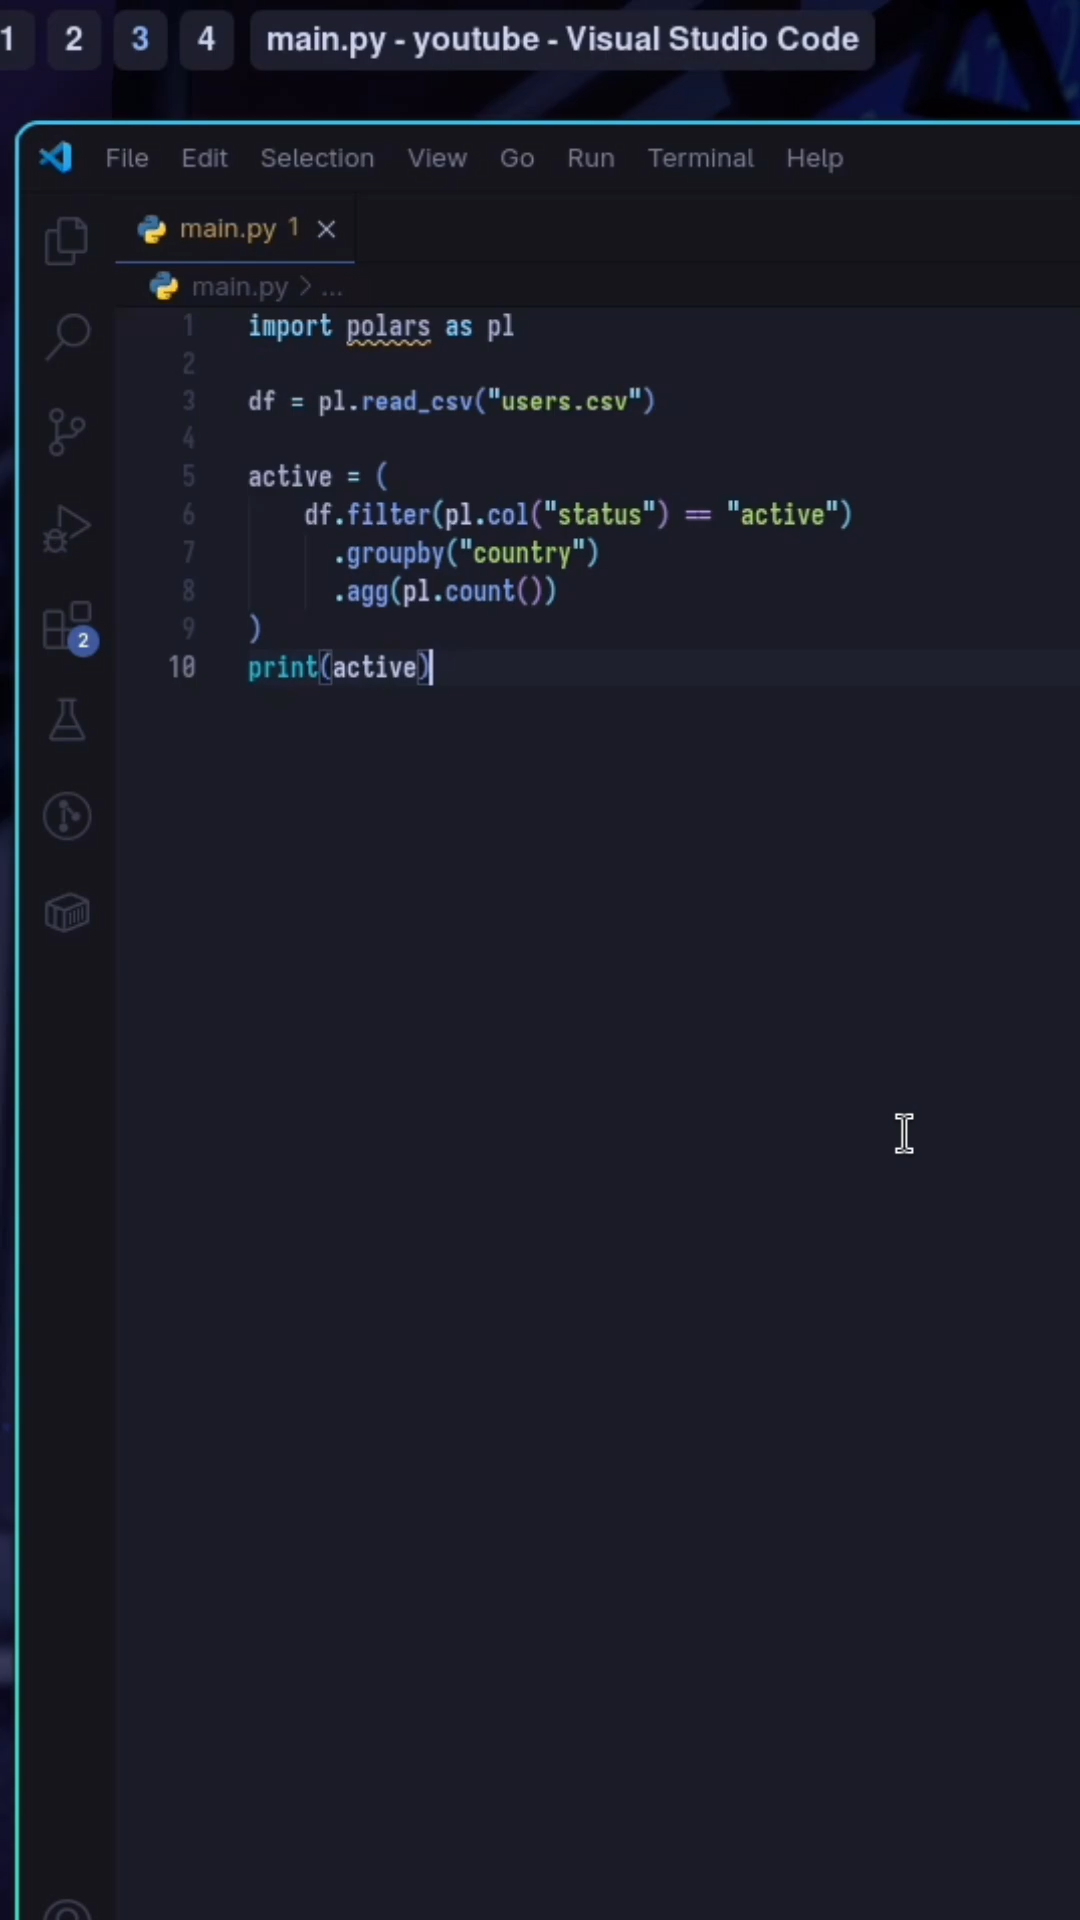 1 2 3 4 main.py - youtube - Visual Studio Code
File Edit Selection View Go Run Terminal Help
main.py 1
main.py > ...
1 import polars as pl
2
3 df = pl.read_csv("users.csv")
4
5 active = (
6     df.filter(pl.col("status") == "active")
7       .groupby("country")
8       .agg(pl.count())
9 )
10 print(active)
2